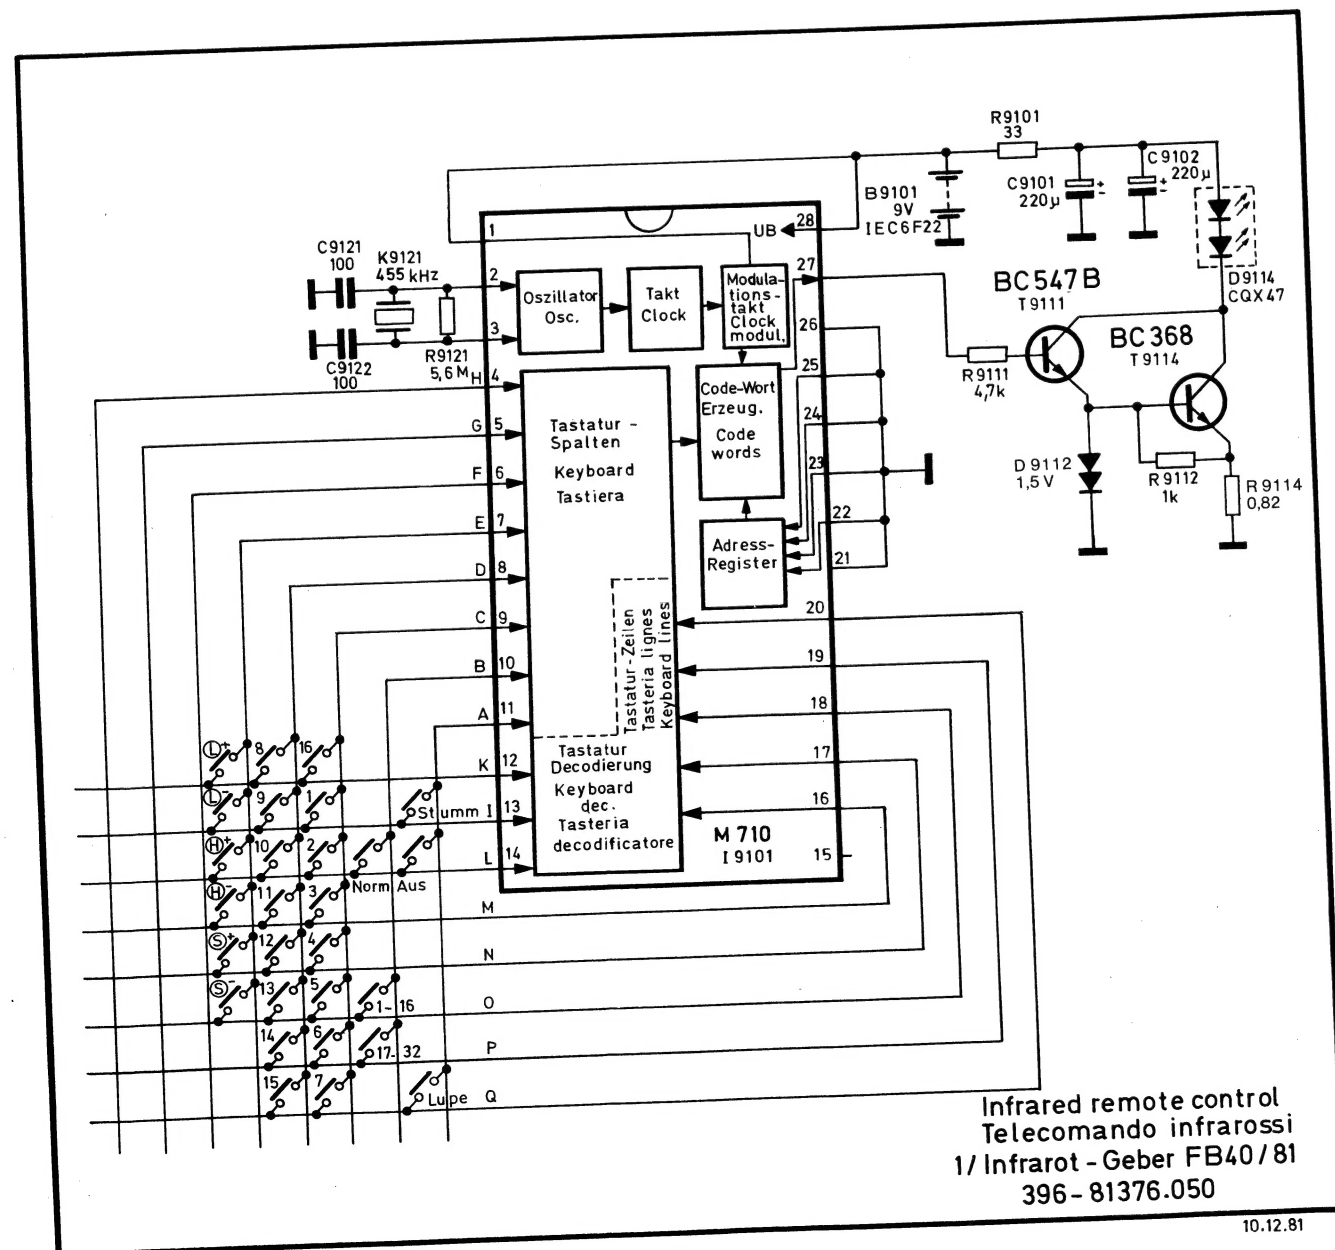 R9101
33
C9101
220µ
C9102
220µ
B9101
9V
IEC6F22
D9114
CQX47
UB
28
1
C9121
100
K9121
455 kHz
2
3
C9122
100
R9121
5,6M
Oszillator
Osc.
Takt
Clock
Modula-
tions-
takt
Clock
modul.
27
26
25
24
23
22
21
BC547B
T9111
BC368
T9114
R9111
4,7k
D9112
1,5V
R9112
1k
R9114
0,82
H 4
G 5
F 6
E 7
D 8
C 9
B 10
A 11
K 12
I 13
L 14
Tastatur -
Spalten
Keyboard
Tastiera
Code-Wort
Erzeug.
Code
words
Adress-
Register
Tastatur-Zeilen
Tasteria lignes
Keyboard lines
Tastatur
Decodierung
Keyboard
dec.
Tasteria
decodificatore
20
19
18
17
16
15
M 710
I 9101
L+ 8 16
L- 9 1 Stumm
H+ 10 2
Norm Aus
H- 11 3
M
S+ 12 4
N
S- 13 5 1- 16
O
14 6 17- 32
P
15 7 Lupe Q
Infrared remote control
Telecomando infrarossi
1/ Infrarot - Geber FB40/81
396-81376.050
10.12.81